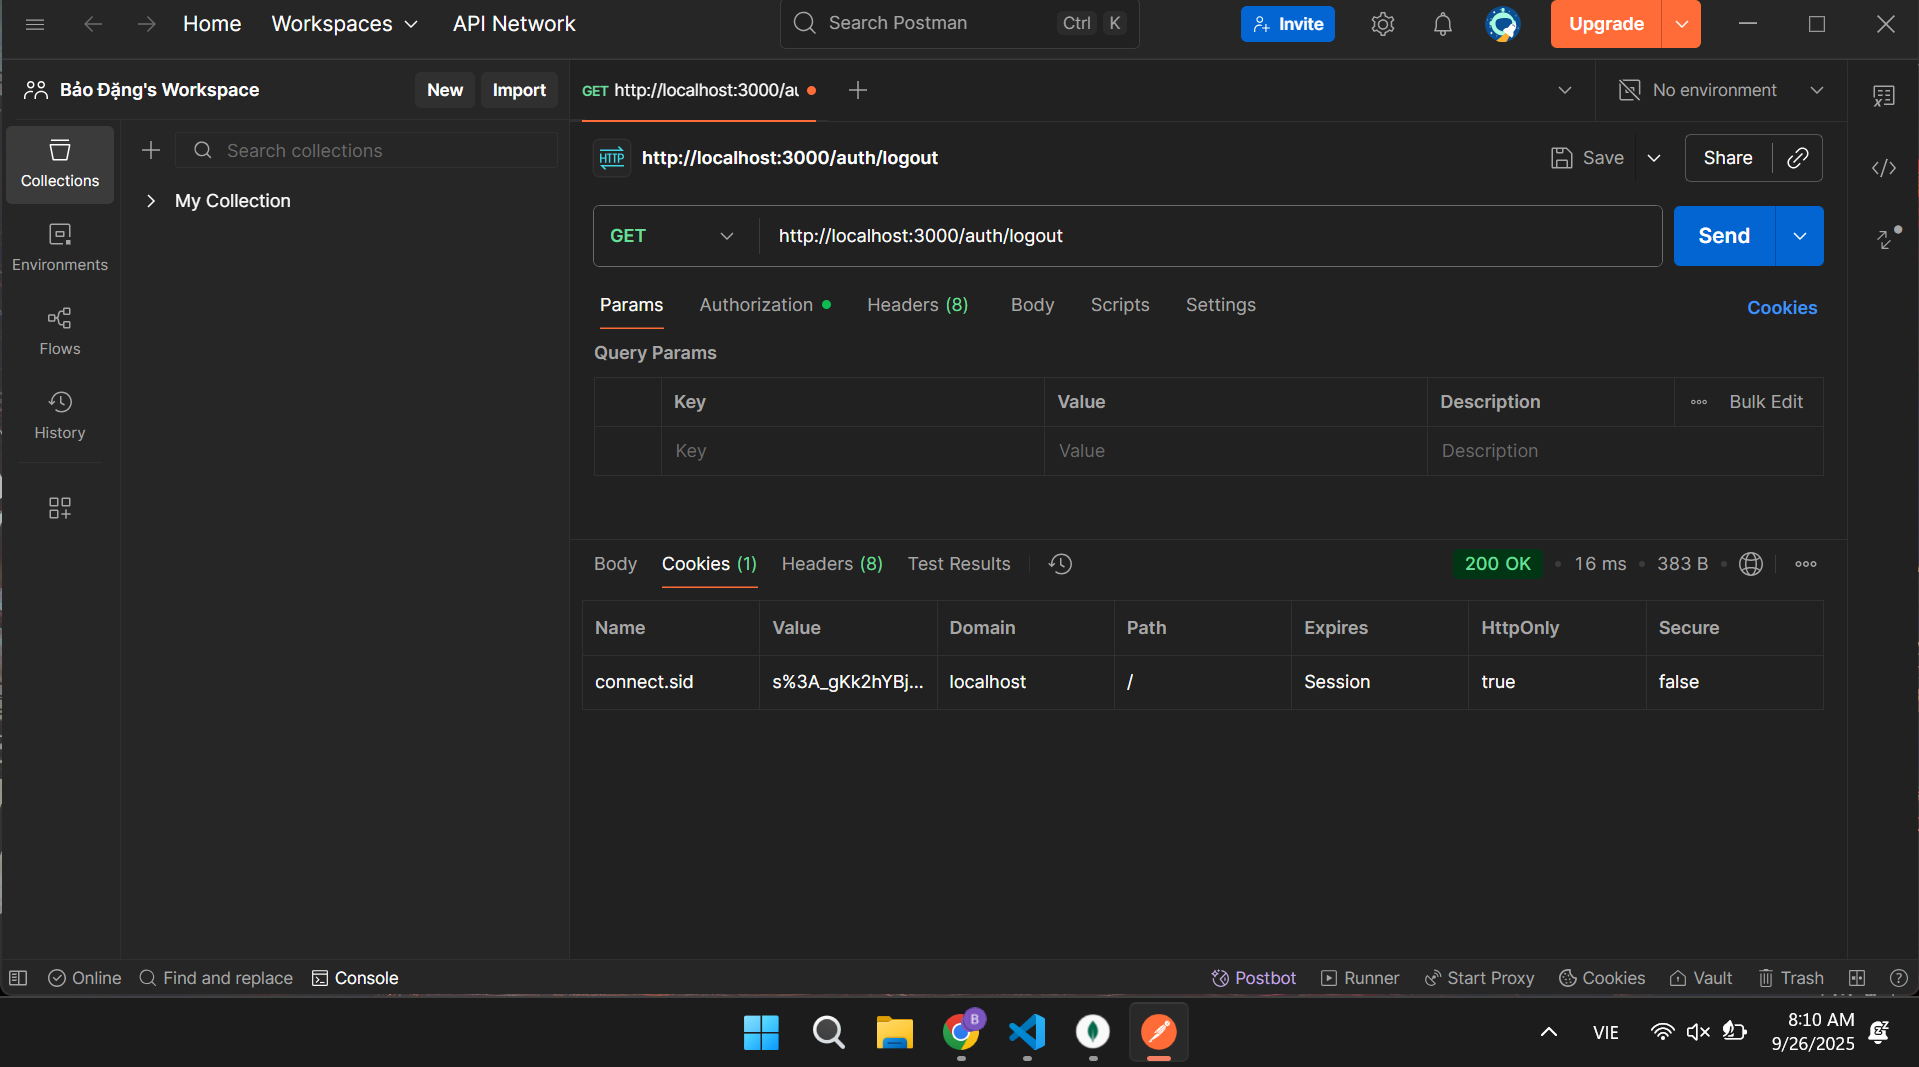 Home Workspaces API Network Search Postman Ctrl K Invite Upgrade
Bảo Đặng's Workspace New Import GET http://localhost:3000/au No environment
Collections Search collections
My Collection
Environments
Flows
History
HTTP http://localhost:3000/auth/logout Save Share
GET http://localhost:3000/auth/logout Send
Params Authorization Headers (8) Body Scripts Settings Cookies
Query Params
Key Value Description Bulk Edit
Key Value Description
Body Cookies (1) Headers (8) Test Results 200 OK 16 ms 383 B
Name Value Domain Path Expires HttpOnly Secure
connect.sid s%3A_gKk2hYBj... localhost / Session true false
Online Find and replace Console Postbot Runner Start Proxy Cookies Vault Trash
B
VIE 8:10 AM
9/26/2025